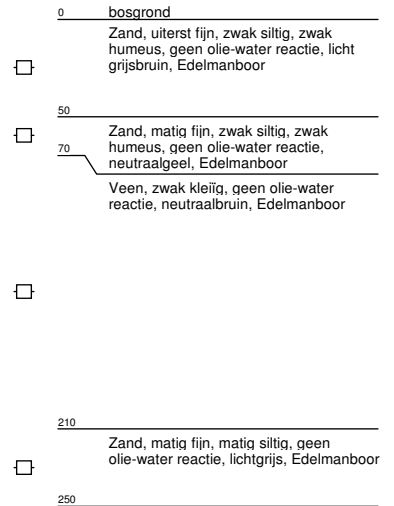 0 bosgrond
Zand, uiterst fijn, zwak siltig, zwak
humeus, geen olie-water reactie, licht
grijsbruin, Edelmanboor
50
Zand, matig fijn, zwak siltig, zwak
humeus, geen olie-water reactie,
neutraalgeel, Edelmanboor
70
Veen, zwak kleiïg, geen olie-water
reactie, neutraalbruin, Edelmanboor
210
Zand, matig fijn, matig siltig, geen
olie-water reactie, lichtgrijs, Edelmanboor
250